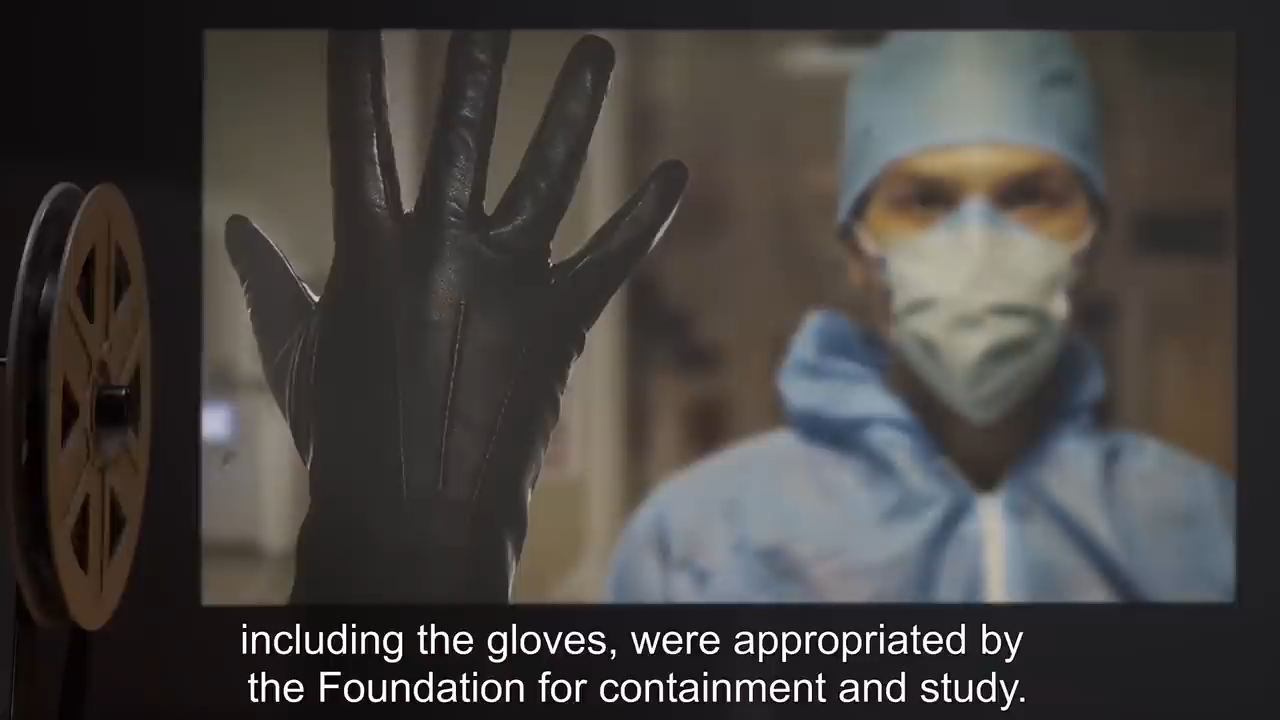 including the gloves, were appropriated by
the Foundation for containment and study.